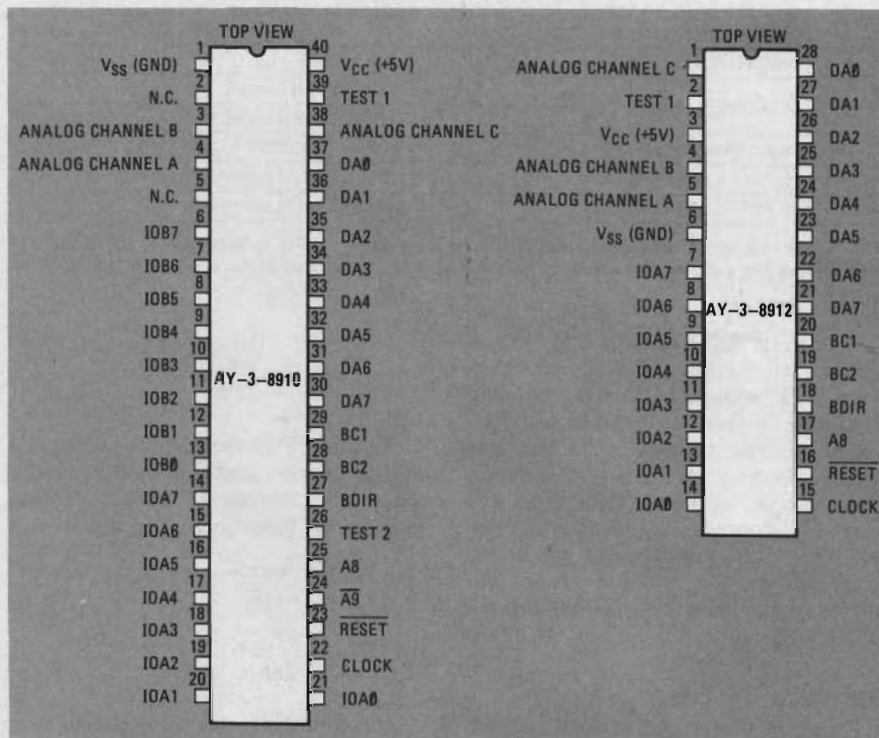 TOP VIEW
1 40
VSS (GND) VCC (+5V)
2 39
N.C. TEST 1
3 38
ANALOG CHANNEL B ANALOG CHANNEL C
4 37
ANALOG CHANNEL A DA0
5 36
N.C. DA1
6 35
IOB7 DA2
7 34
IOB6 DA3
8 33
IOB5 DA4
9 32
IOB4 DA5
10 31
IOB3 DA6
11 30
IOB2 DA7
12 29
IOB1 BC1
13 28
IOB0 BC2
14 27
IOA7 BDIR
15 26
IOA6 TEST 2
16 25
IOA5 A8
17 24
IOA4 A9
18 23
IOA3 RESET
19 22
IOA2 CLOCK
20 21
IOA1 IOA0
AY-3-8910
TOP VIEW
1 28
ANALOG CHANNEL C DA0
2 27
TEST 1 DA1
3 26
VCC (+5V) DA2
4 25
ANALOG CHANNEL B DA3
5 24
ANALOG CHANNEL A DA4
6 23
VSS (GND) DA5
7 22
IOA7 DA6
8 21
IOA6 DA7
9 20
IOA5 BC1
10 19
IOA4 BC2
11 18
IOA3 BDIR
12 17
IOA2 A8
13 16
IOA1 RESET
14 15
IOA0 CLOCK
AY-3-8912